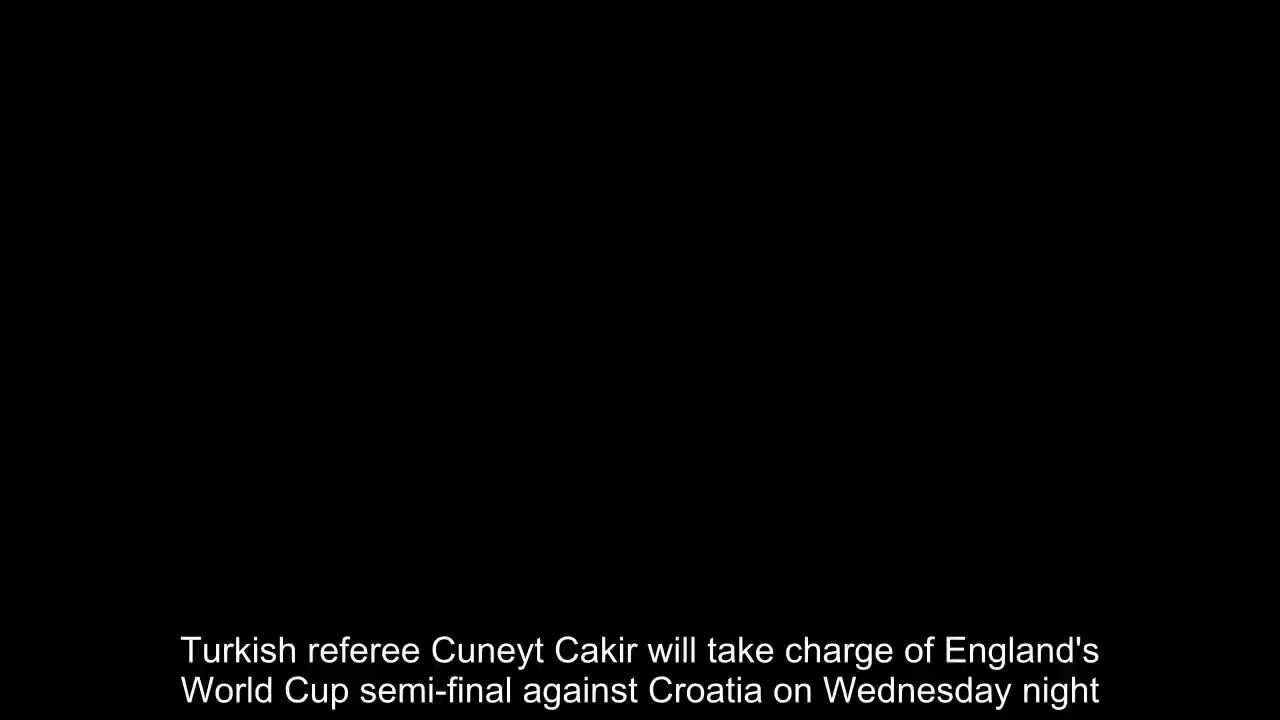 Turkish referee Cuneyt Cakir will take charge of England's
World Cup semi-final against Croatia on Wednesday night